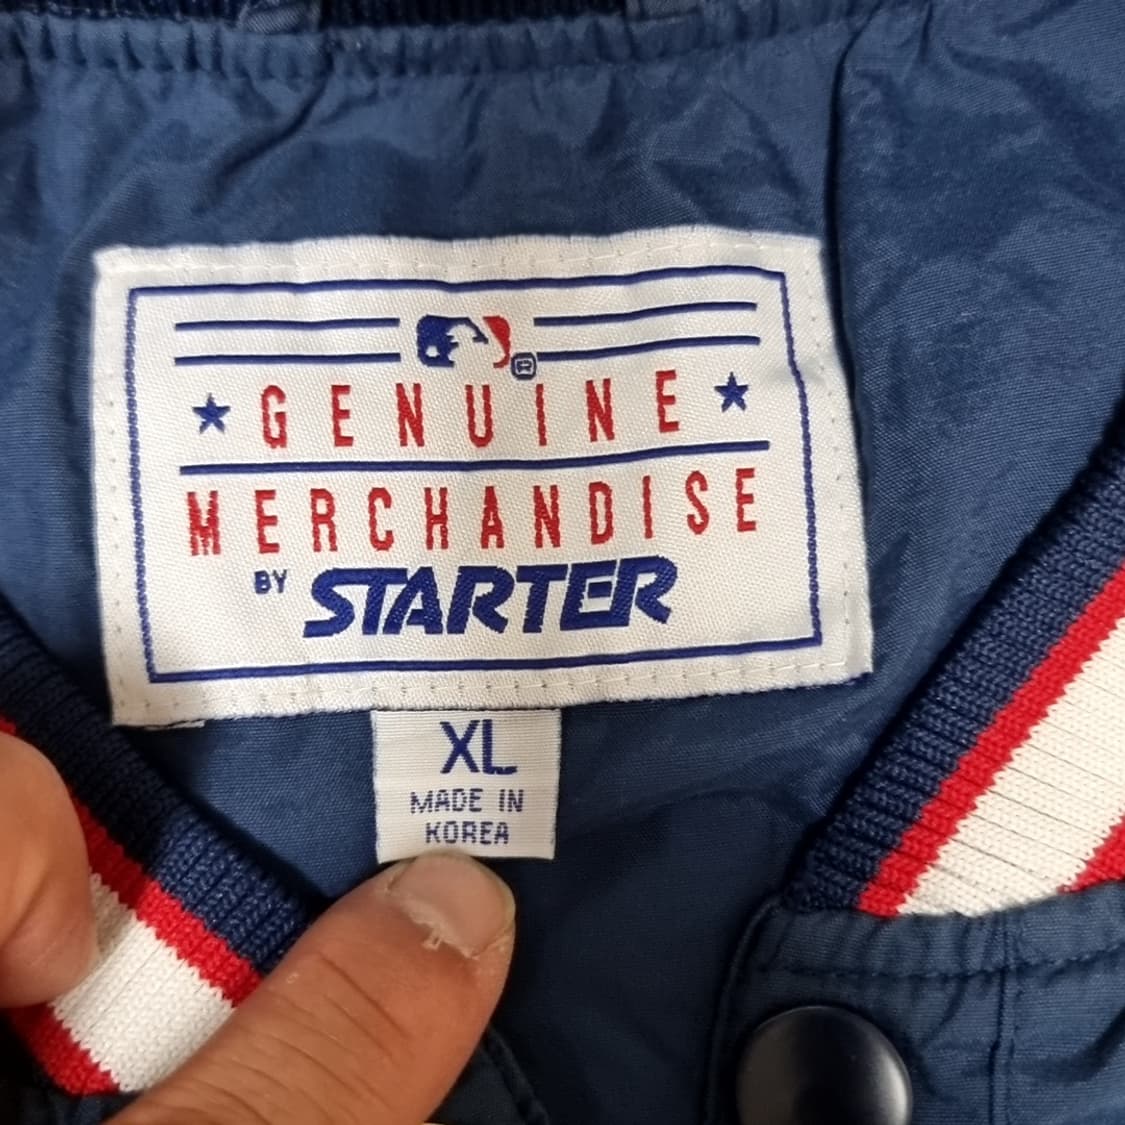 ®
GENUINE
MERCHANDISE
BY STARTER
XL
MADE IN
KOREA